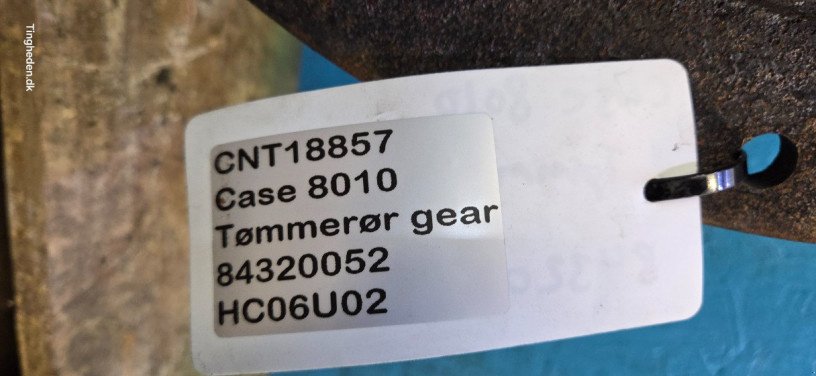 Tingheden.dk
CNT18857
Case 8010
Tømmerør gear
84320052
HC06U02